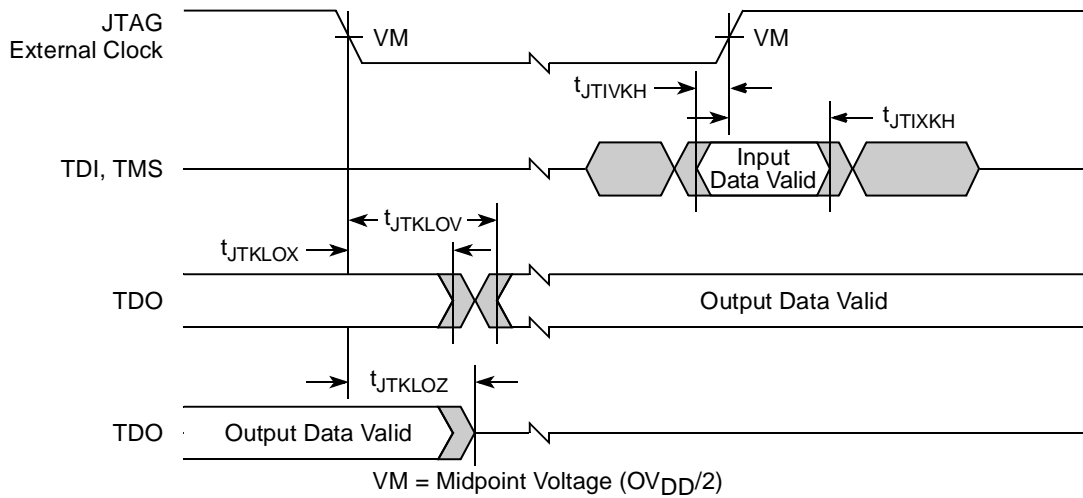 JTAG
External Clock
VM
VM
tJTIVKH
tJTIXKH
TDI, TMS
Input
Data Valid
tJTKLOV
tJTKLOX
TDO
Output Data Valid
tJTKLOZ
TDO
Output Data Valid
VM = Midpoint Voltage (OVDD/2)